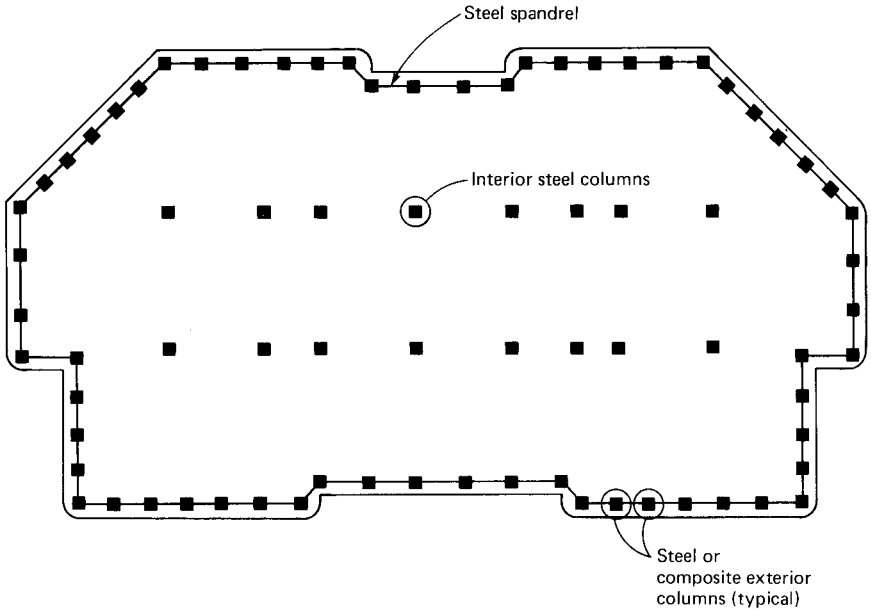 Steel spandrel
Interior steel columns
Steel or
composite exterior
columns (typical)